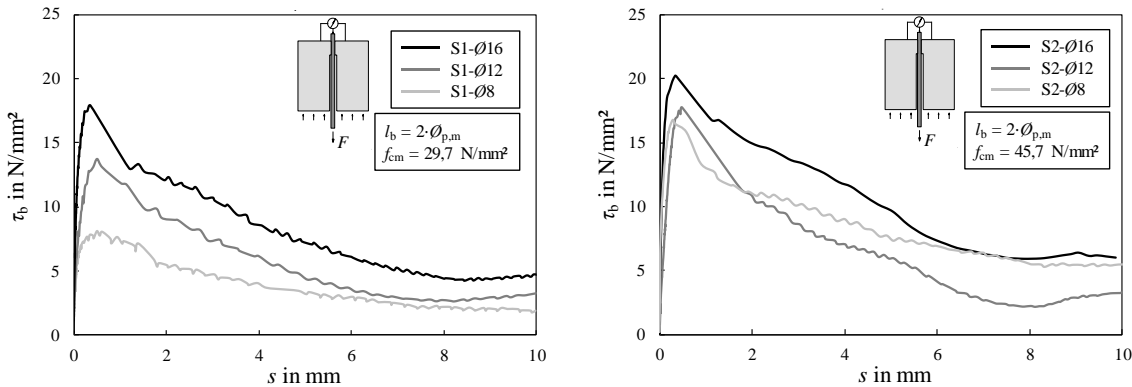 25
20
15
10
5
0
τb in N/mm²
0 2 4 6 8 10
s in mm
S1-Ø16
S1-Ø12
S1-Ø8
lb = 2·Øp,m
fcm = 29,7 N/mm²
F
25
20
15
10
5
0
τb in N/mm²
0 2 4 6 8 10
s in mm
S2-Ø16
S2-Ø12
S2-Ø8
lb = 2·Øp,m
fcm = 45,7 N/mm²
F